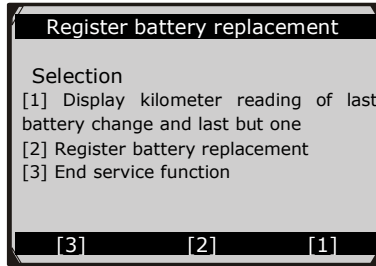 Register battery replacement
Selection
[1] Display kilometer reading of last
battery change and last but one
[2] Register battery replacement
[3] End service function
[3] [2] [1]